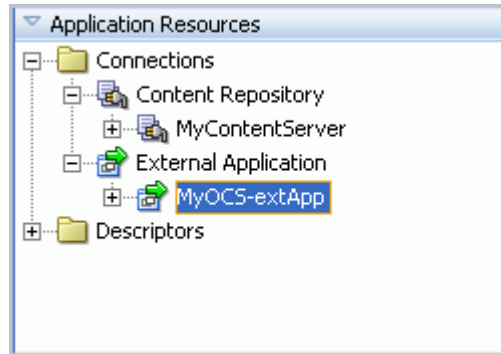 Application Resources
Connections
Content Repository
MyContentServer
External Application
MyOCS-extApp
Descriptors